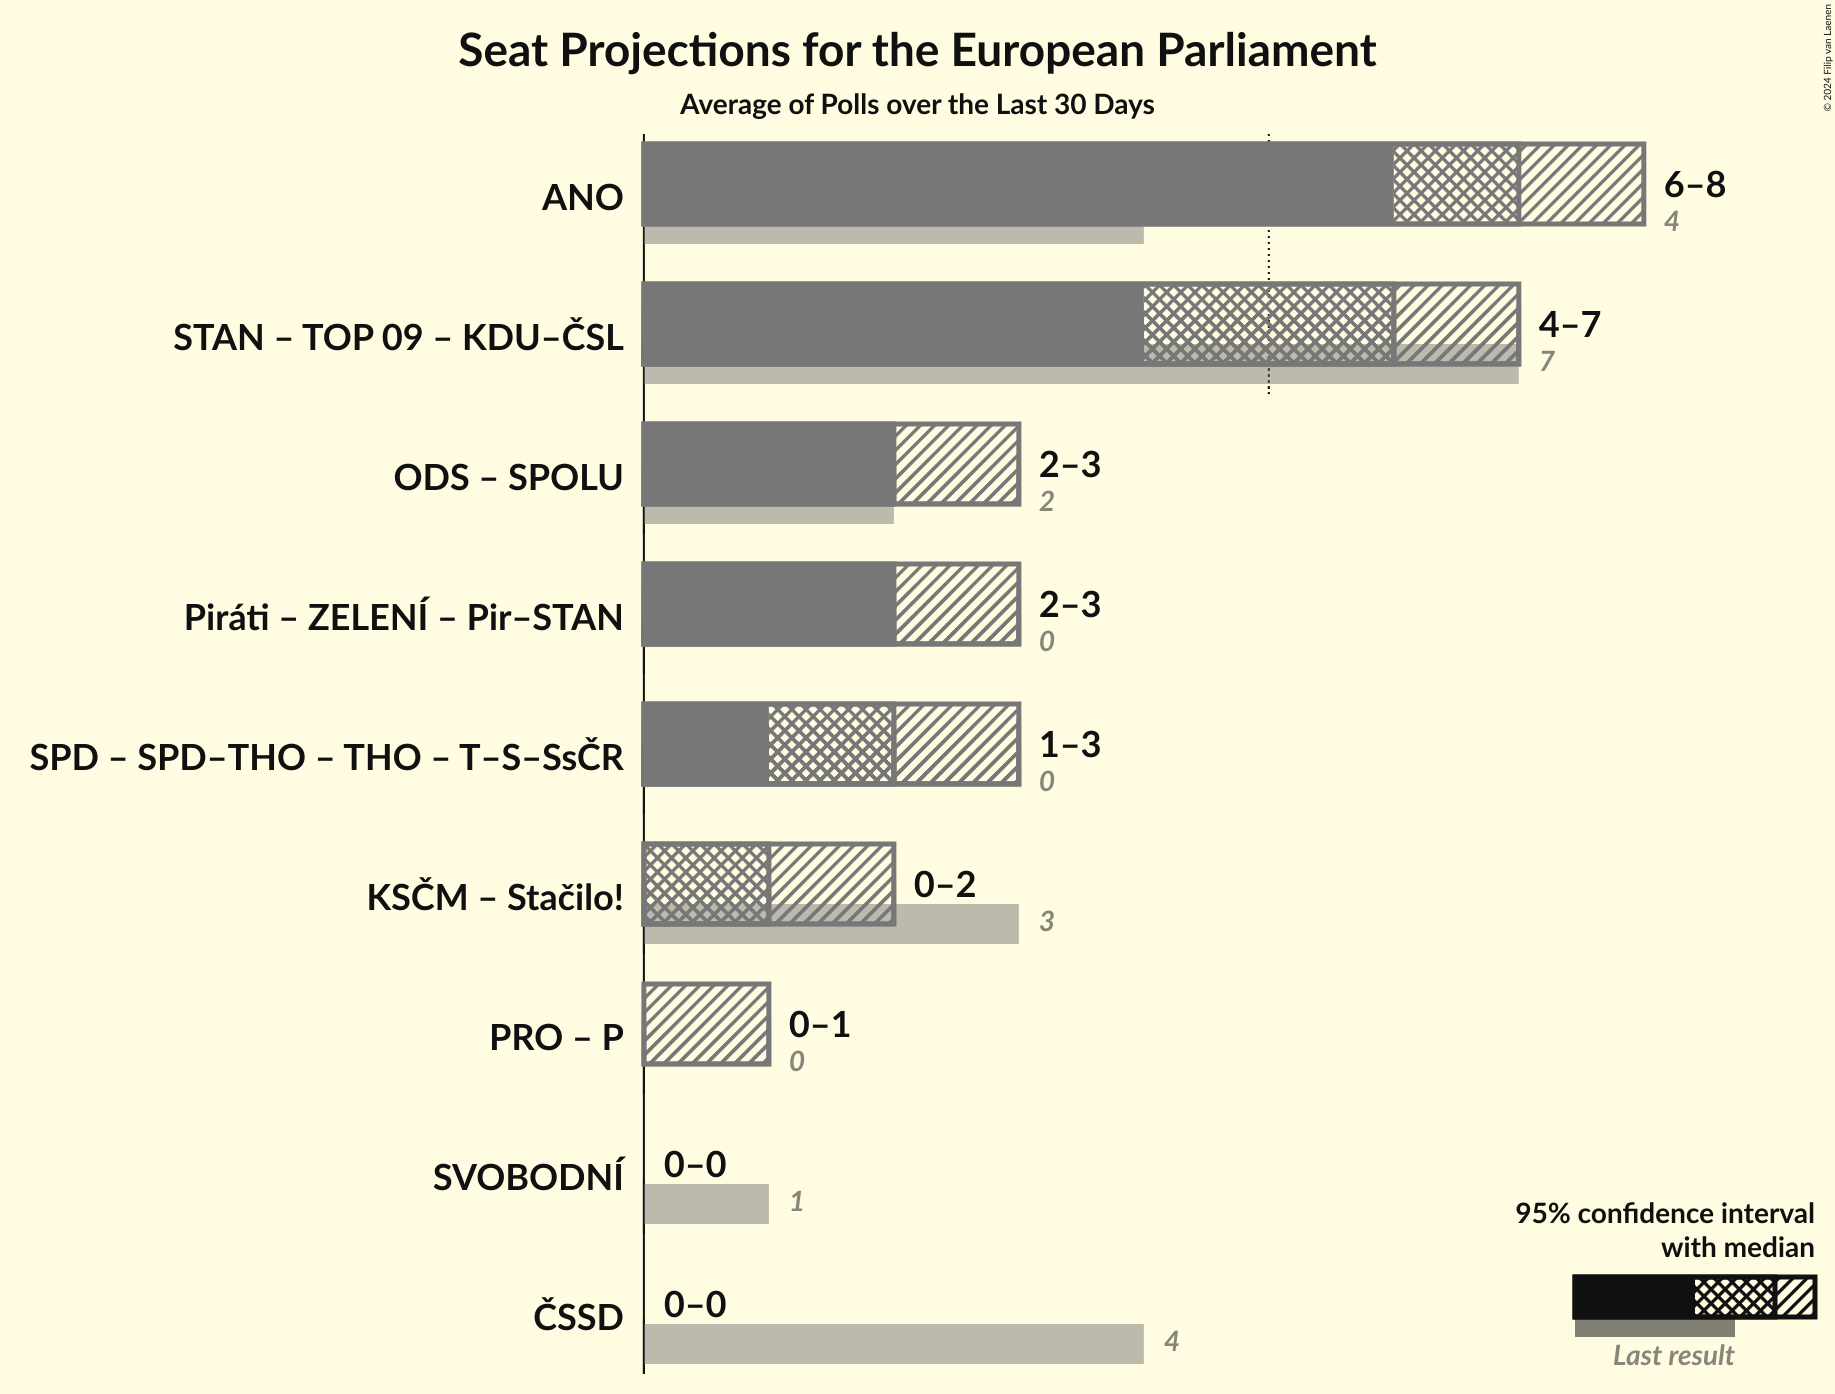 Seat Projections for the European Parliament
Average of Polls over the Last 30 Days
© 2024 Filip van Laenen
ANO
6–8
4
STAN – TOP 09 – KDU–ČSL
4–7
7
ODS – SPOLU
2–3
2
Piráti – ZELENÍ – Pir–STAN
2–3
0
SPD – SPD–THO – THO – T–S–SsČR
1–3
0
KSČM – Stačilo!
0–2
3
PRO – P
0–1
0
SVOBODNÍ
0–0
1
ČSSD
0–0
4
95% confidence interval
with median
Last result